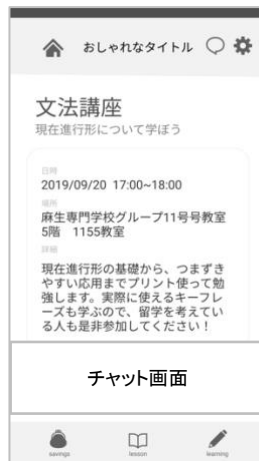 おしゃれなタイトル
文法講座
現在進行形について学ぼう
日時
2019/09/20 17:00~18:00
場所
麻生専門学校グループ11号号教室
5階 1155教室
詳細
現在進行形の基礎から、つまずき
やすい応用までプリント使って勉
強します。実際に使えるキーフレ
ーズも学ぶので、留学を考えてい
る人も是非参加してください！
チャット画面
savings
lesson
learning